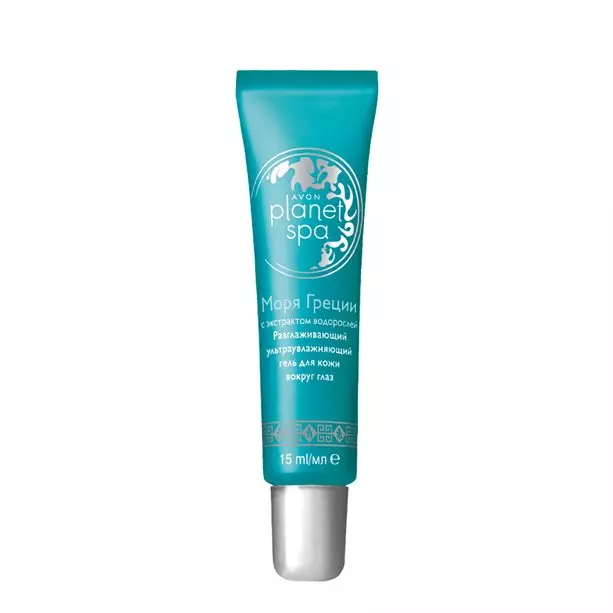 AVON
planet
spa
Моря Греции
с экстрактом водорослей
Разглаживающий
ультраувлажняющий
гель для кожи
вокруг глаз
15 ml/мл ℮